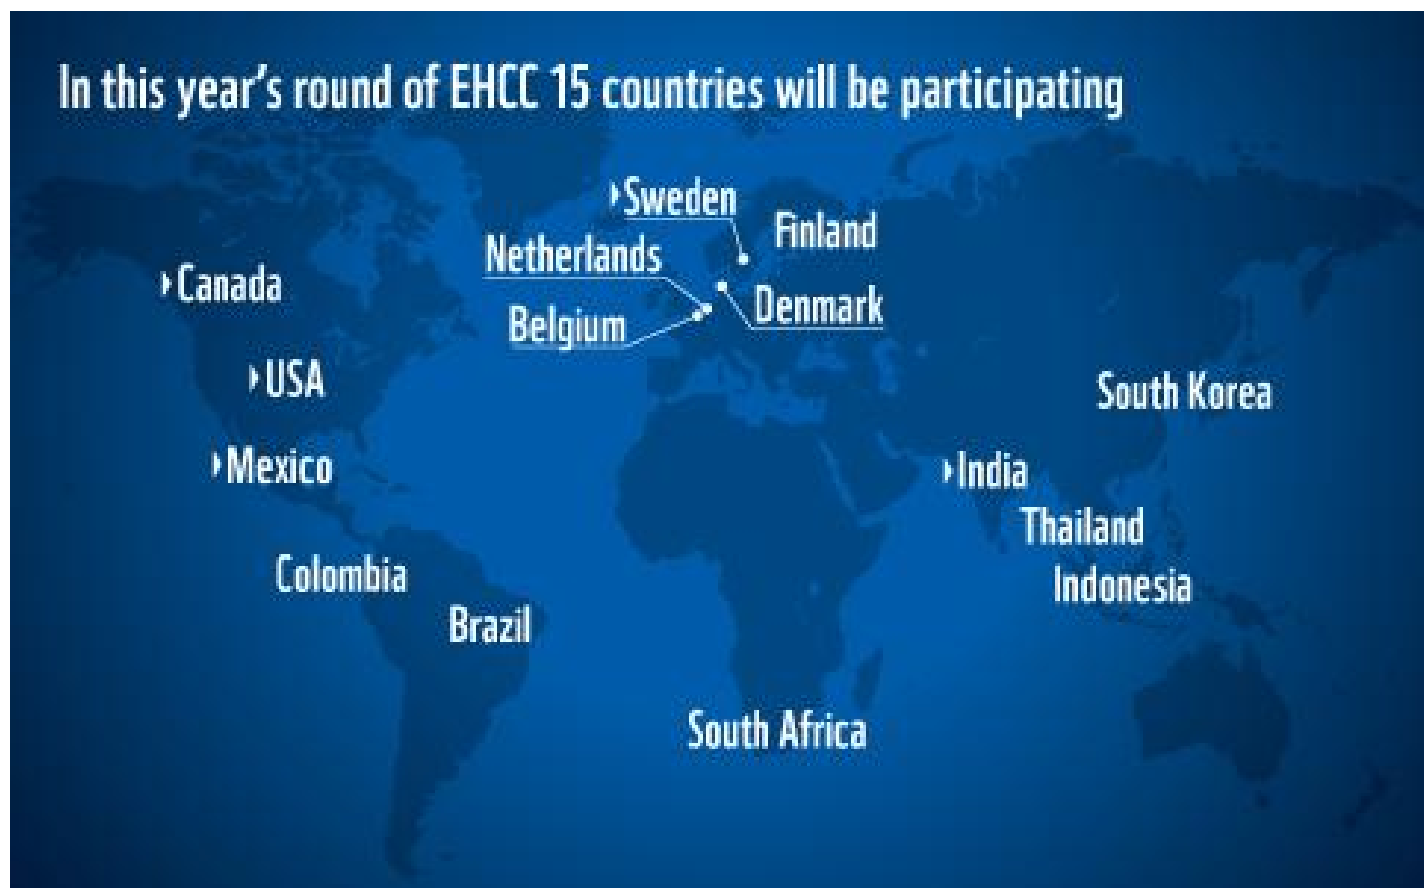 In this year's round of EHCC 15 countries will be participating
Sweden
Finland
Netherlands
Canada
Denmark
Belgium
USA
South Korea
Mexico
India
Thailand
Colombia
Indonesia
Brazil
South Africa